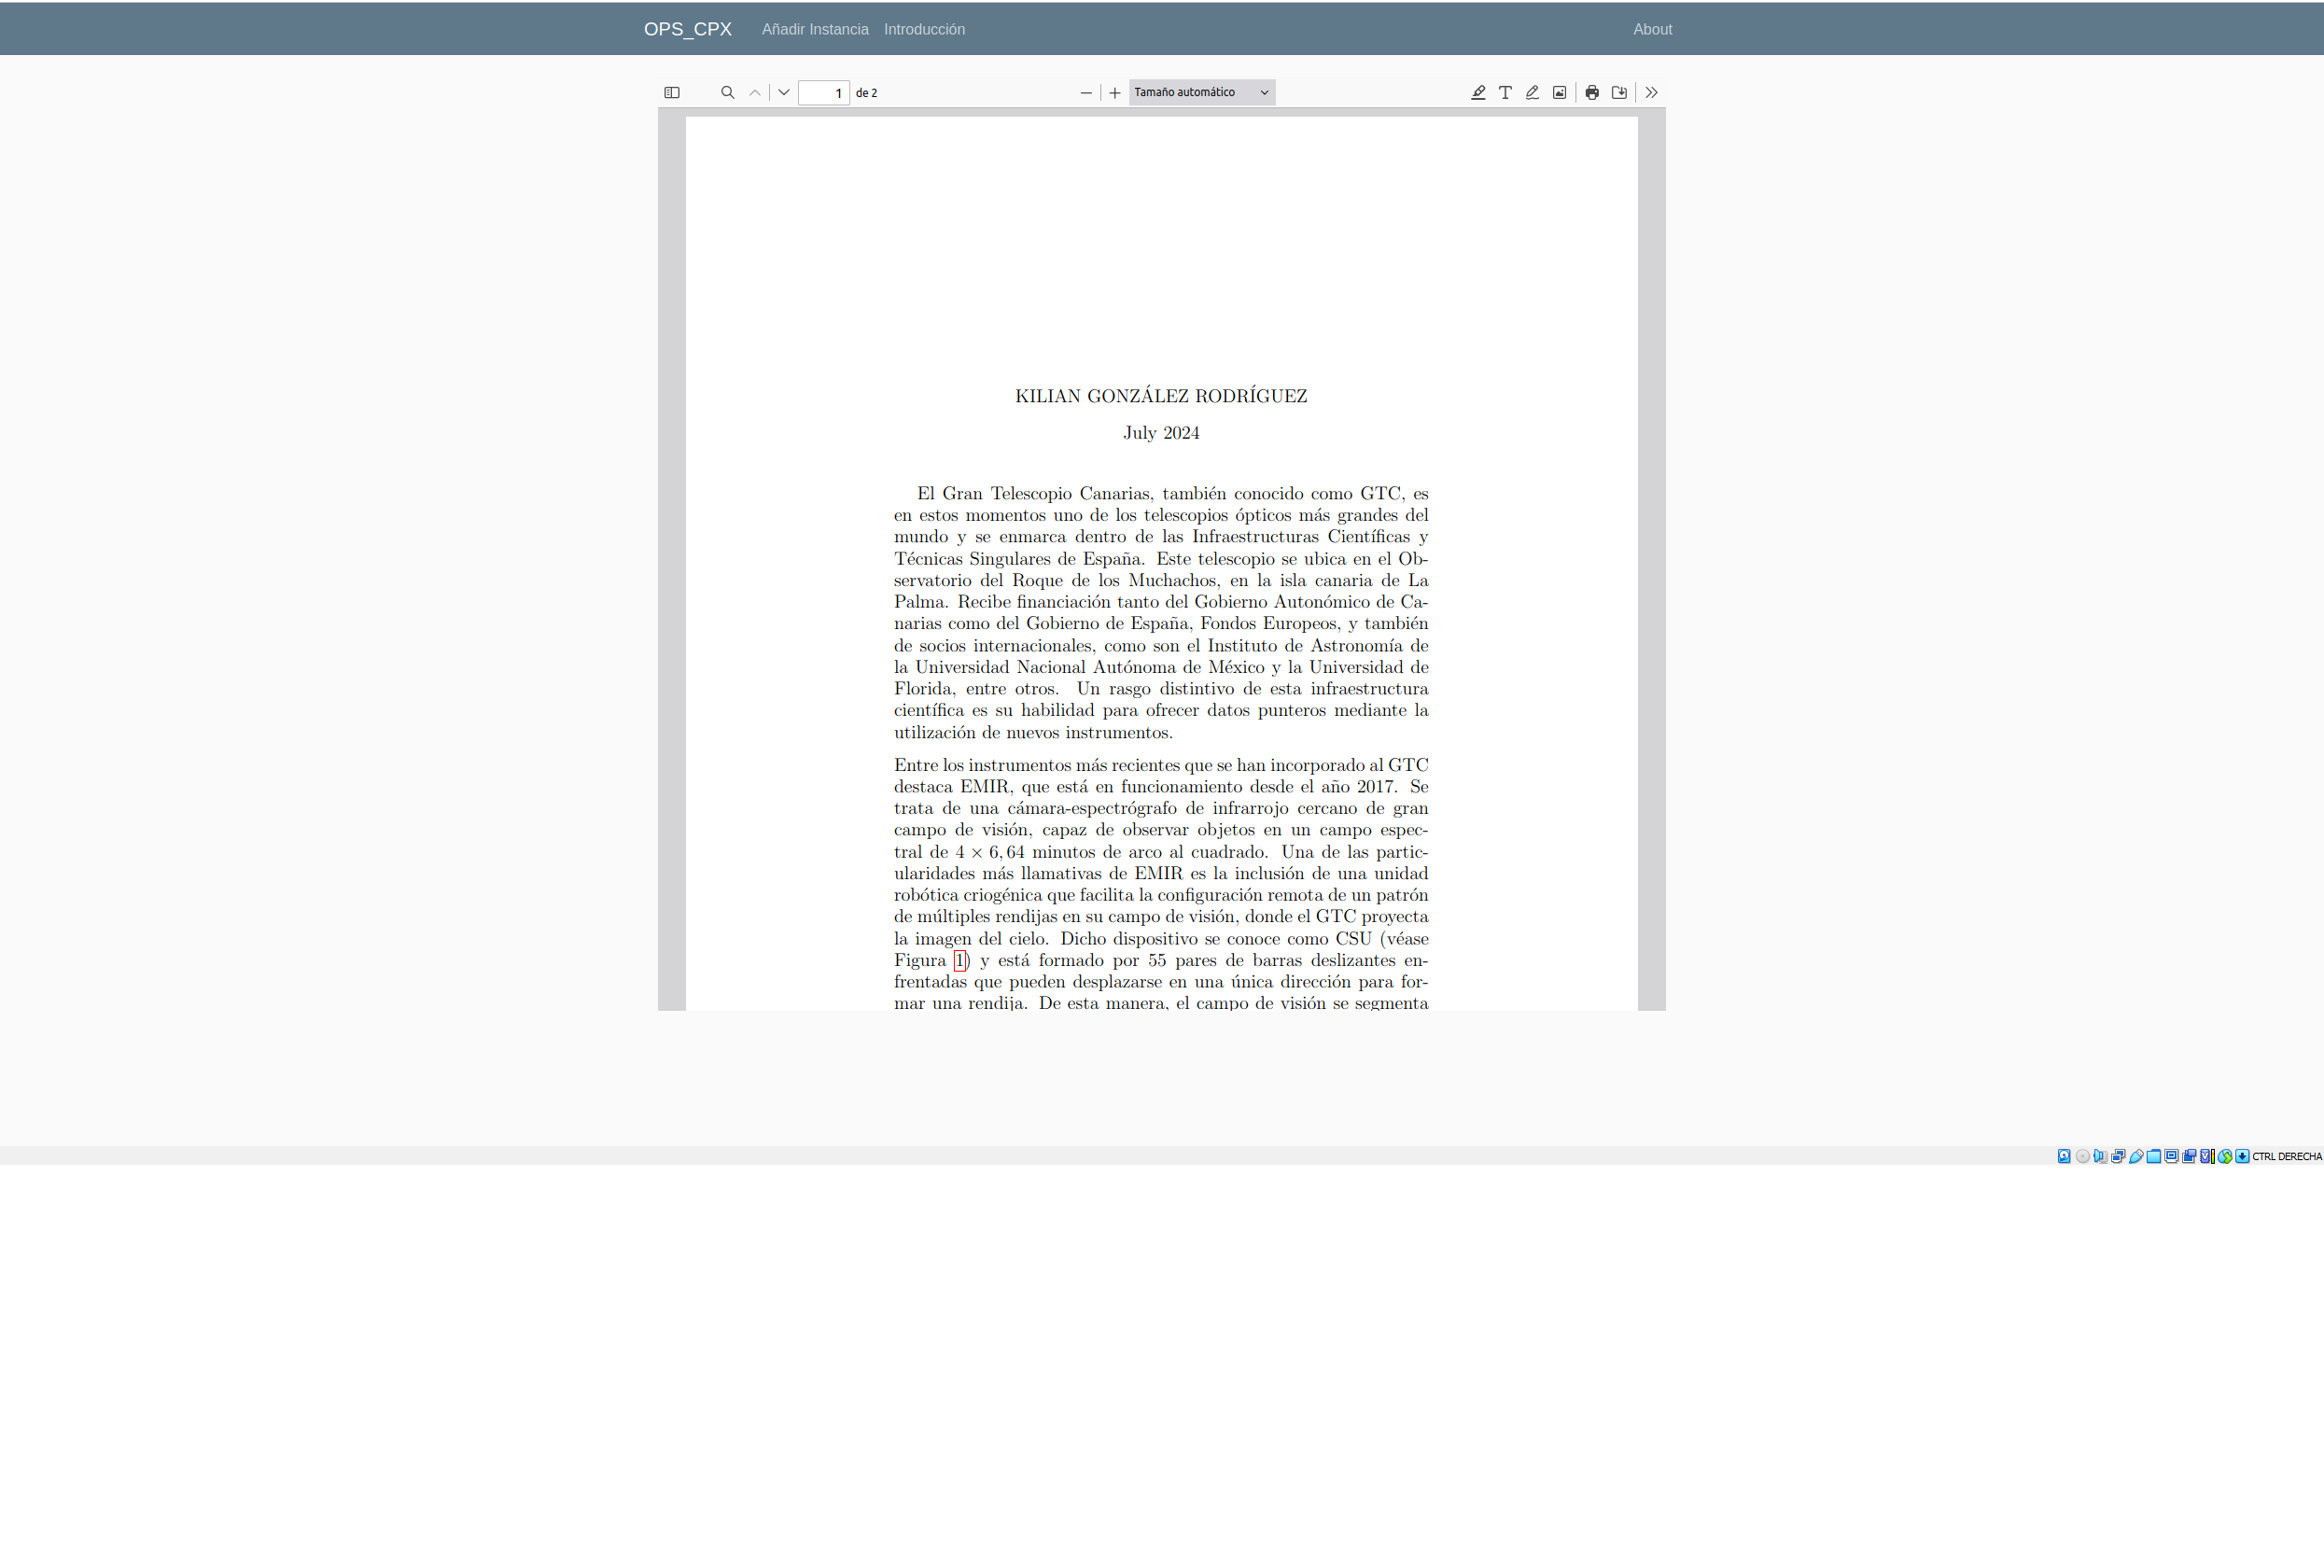 OPS_CPX Añadir Instancia Introducción About
1 de 2 Tamaño automático
KILIAN GONZÁLEZ RODRÍGUEZ
July 2024
El Gran Telescopio Canarias, también conocido como GTC, es
en estos momentos uno de los telescopios ópticos más grandes del
mundo y se enmarca dentro de las Infraestructuras Científicas y
Técnicas Singulares de España. Este telescopio se ubica en el Ob-
servatorio del Roque de los Muchachos, en la isla canaria de La
Palma. Recibe financiación tanto del Gobierno Autonómico de Ca-
narias como del Gobierno de España, Fondos Europeos, y también
de socios internacionales, como son el Instituto de Astronomía de
la Universidad Nacional Autónoma de México y la Universidad de
Florida, entre otros. Un rasgo distintivo de esta infraestructura
científica es su habilidad para ofrecer datos punteros mediante la
utilización de nuevos instrumentos.
Entre los instrumentos más recientes que se han incorporado al GTC
destaca EMIR, que está en funcionamiento desde el año 2017. Se
trata de una cámara-espectrógrafo de infrarrojo cercano de gran
campo de visión, capaz de observar objetos en un campo espec-
tral de 4 × 6, 64 minutos de arco al cuadrado. Una de las partic-
ularidades más llamativas de EMIR es la inclusión de una unidad
robótica criogénica que facilita la configuración remota de un patrón
de múltiples rendijas en su campo de visión, donde el GTC proyecta
la imagen del cielo. Dicho dispositivo se conoce como CSU (véase
Figura 1) y está formado por 55 pares de barras deslizantes en-
frentadas que pueden desplazarse en una única dirección para for-
mar una rendija. De esta manera, el campo de visión se segmenta
CTRL DERECHA